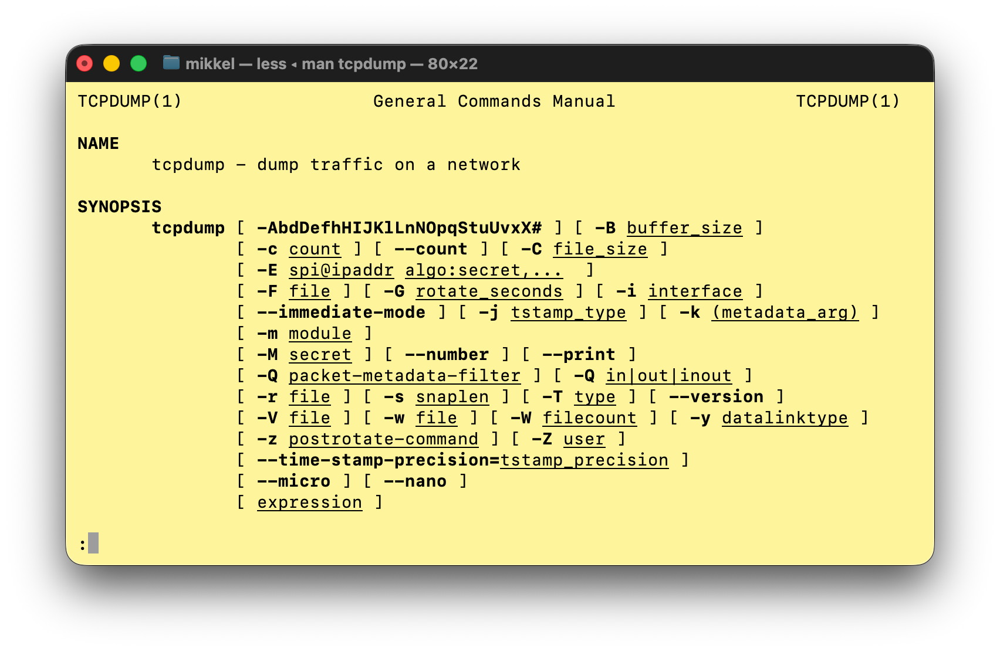 mikkel — less ◂ man tcpdump — 80×22
TCPDUMP(1) General Commands Manual TCPDUMP(1)
NAME
tcpdump – dump traffic on a network
SYNOPSIS
tcpdump [ -AbdDefhHIJKlLnNOpqStuUvxX# ] [ -B buffer_size ]
[ -c count ] [ --count ] [ -C file_size ]
[ -E spi@ipaddr algo:secret,... ]
[ -F file ] [ -G rotate_seconds ] [ -i interface ]
[ --immediate-mode ] [ -j tstamp_type ] [ -k (metadata_arg) ]
[ -m module ]
[ -M secret ] [ --number ] [ --print ]
[ -Q packet-metadata-filter ] [ -Q in|out|inout ]
[ -r file ] [ -s snaplen ] [ -T type ] [ --version ]
[ -V file ] [ -w file ] [ -W filecount ] [ -y datalinktype ]
[ -z postrotate-command ] [ -Z user ]
[ --time-stamp-precision=tstamp_precision ]
[ --micro ] [ --nano ]
[ expression ]
: